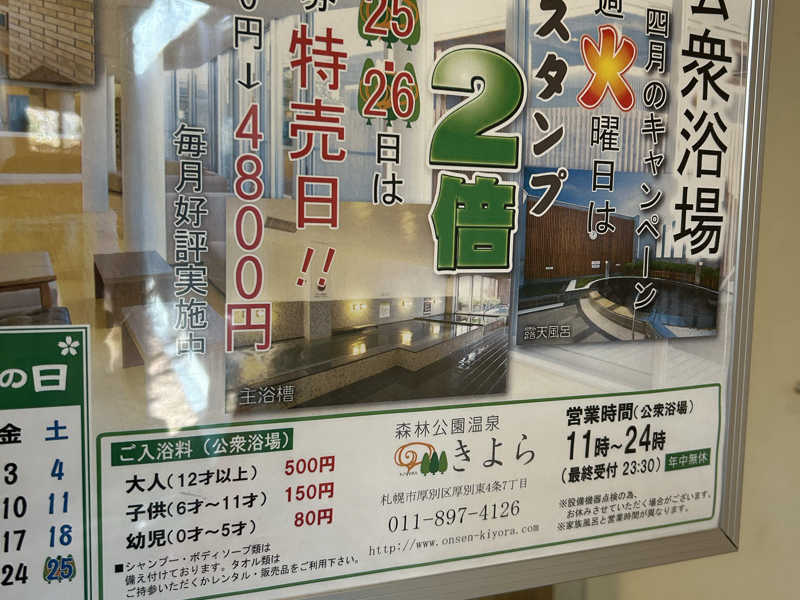 公衆浴場
四月のキャンペーン
週火曜日は
スタンプ
2倍
25・26日は
特売日!!
0円→4800円
毎月好評実施中
主浴槽
露天風呂
の日
金 土
3 4
10 11
17 18
24 25
ご入浴料(公衆浴場)
大人(12才以上) 500円
子供(6才～11才) 150円
幼児(0才～5才) 80円
■シャンプー・ボディソープ類は
備え付けております。タオル類は
ご持参いただくかレンタル・販売品をご利用下さい。
森林公園温泉
きよら
札幌市厚別区厚別東4条7丁目
011-897-4126
http://www.onsen-kiyora.com
営業時間(公衆浴場)
11時～24時
(最終受付 23:30) 年中無休
※設備機器点検の為、
お休みさせていただく場合がございます。
※家族風呂と営業時間が異なります。